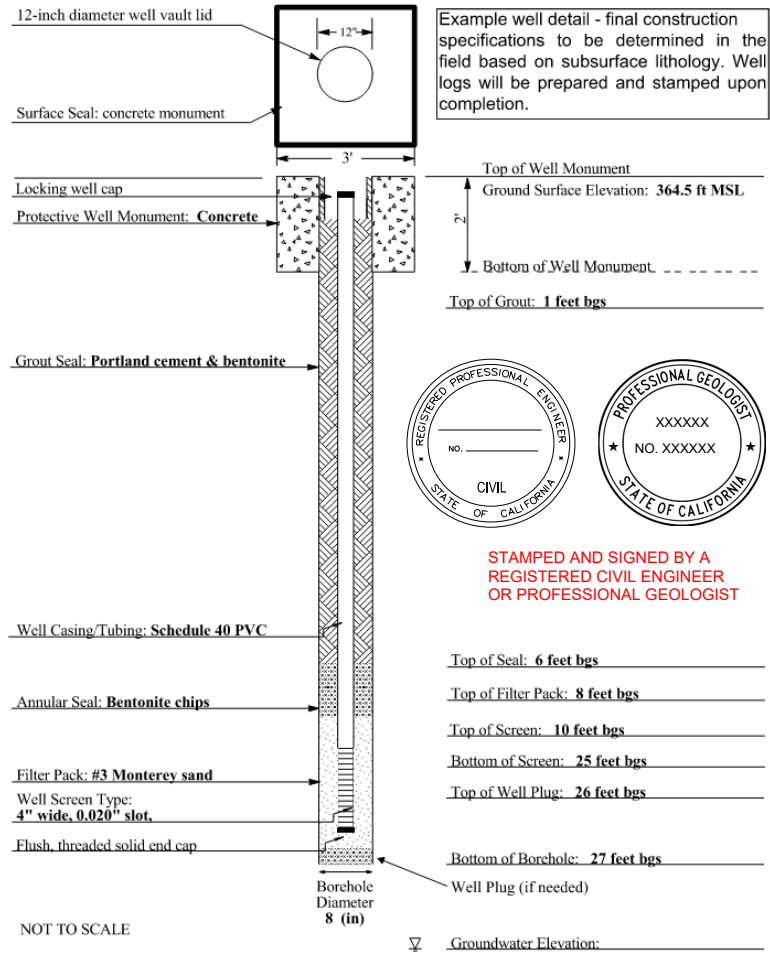 12-inch diameter well vault lid
12"
Surface Seal: concrete monument
3'
Example well detail - final construction
specifications to be determined in the
field based on subsurface lithology. Well
logs will be prepared and stamped upon
completion.
Locking well cap
Protective Well Monument: Concrete
Top of Well Monument
Ground Surface Elevation: 364.5 ft MSL
2'
Bottom of Well Monument
Top of Grout: 1 feet bgs
Grout Seal: Portland cement & bentonite
REGISTERED PROFESSIONAL ENGINEER
NO.
CIVIL
STATE OF CALIFORNIA
PROFESSIONAL GEOLOGIST
XXXXXX
NO. XXXXXX
STATE OF CALIFORNIA
STAMPED AND SIGNED BY A
REGISTERED CIVIL ENGINEER
OR PROFESSIONAL GEOLOGIST
Well Casing/Tubing: Schedule 40 PVC
Annular Seal: Bentonite chips
Filter Pack: #3 Monterey sand
Well Screen Type:
4" wide, 0.020" slot,
Flush, threaded solid end cap
Top of Seal: 6 feet bgs
Top of Filter Pack: 8 feet bgs
Top of Screen: 10 feet bgs
Bottom of Screen: 25 feet bgs
Top of Well Plug: 26 feet bgs
Bottom of Borehole: 27 feet bgs
Well Plug (if needed)
Borehole
Diameter
8 (in)
NOT TO SCALE
Groundwater Elevation: